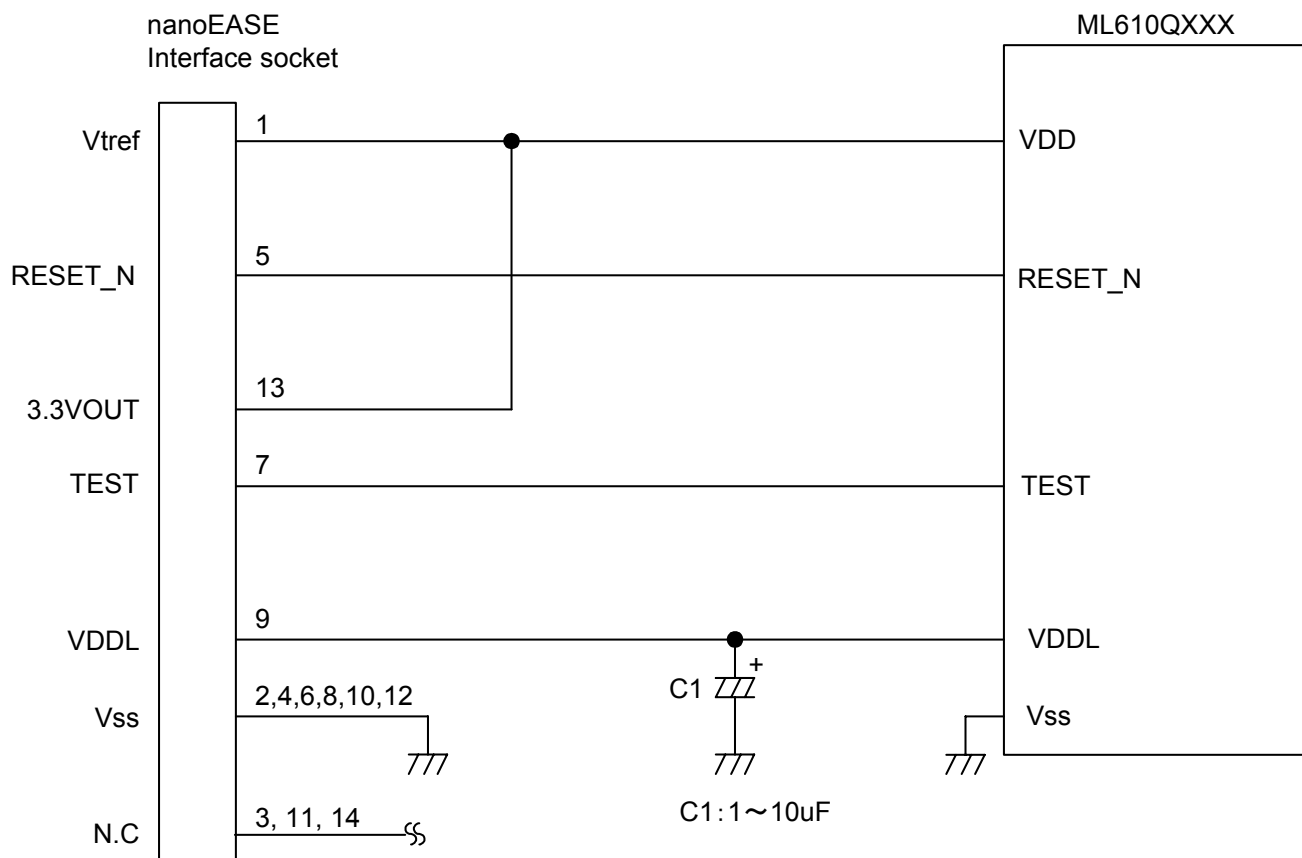 nanoEASE
Interface socket
ML610QXXX
Vtref
1
VDD
RESET_N
5
RESET_N
3.3VOUT
13
TEST
7
TEST
VDDL
9
VDDL
C1
+
Vss
2,4,6,8,10,12
Vss
C1:1～10uF
N.C
3, 11, 14